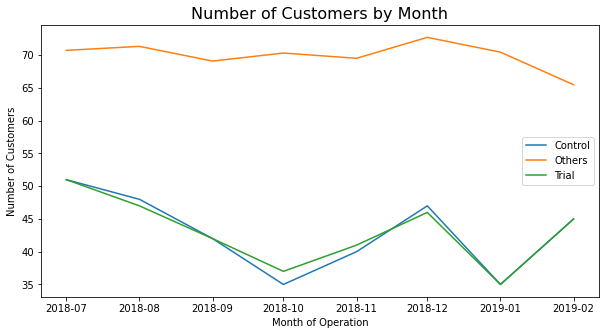 Number of Customers by Month
Number of Customers
70
65
60
55
50
45
40
35
Control
Others
Trial
2018-07 2018-08 2018-09 2018-10 2018-11 2018-12 2019-01 2019-02
Month of Operation